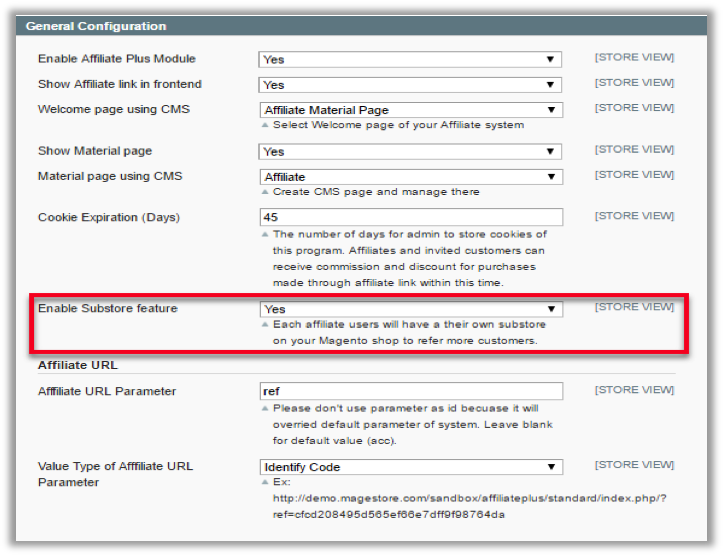 General Configuration
Enable Affiliate Plus Module Yes [STORE VIEW]
Show Affiliate link in frontend Yes [STORE VIEW]
Welcome page using CMS Affiliate Material Page [STORE VIEW]
Select Welcome page of your Affiliate system
Show Material page Yes [STORE VIEW]
Material page using CMS Affiliate [STORE VIEW]
Create CMS page and manage there
Cookie Expiration (Days) 45 [STORE VIEW]
The number of days for admin to store cookies of
this program. Affiliates and invited customers can
receive commission and discount for purchases
made through affiliate link within this time.
Enable Substore feature Yes [STORE VIEW]
Each affiliate users will have a their own substore
on your Magento shop to refer more customers.
Affiliate URL
Afffiliate URL Parameter ref [STORE VIEW]
Please don't use parameter as id becuase it will
overried default parameter of system. Leave blank
for default value (acc).
Value Type of Afffiliate URL Identify Code [STORE VIEW]
Parameter Ex:
http://demo.magestore.com/sandbox/affiliateplus/standard/index.php/?
ref=cfcd208495d565ef66e7dff9f98764da